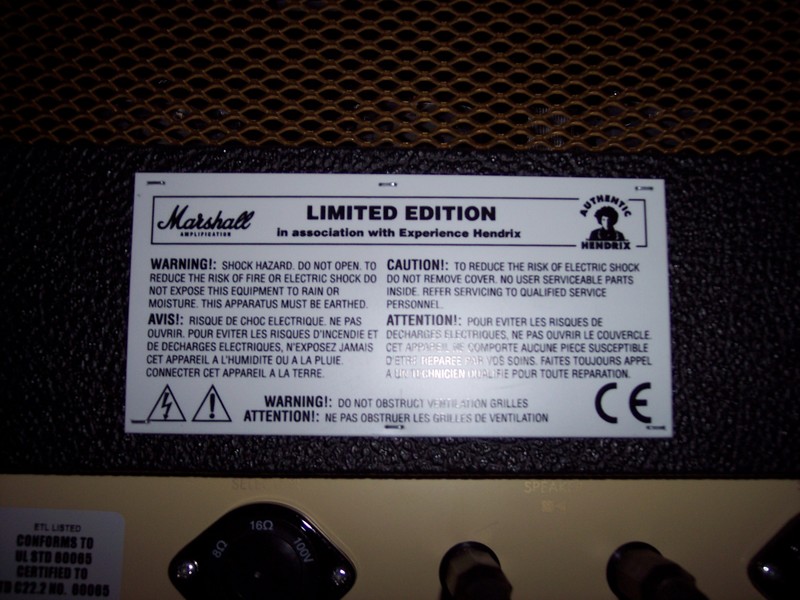 Marshall
AMPLIFICATION
LIMITED EDITION
in association with Experience Hendrix
AUTHENTIC
HENDRIX
WARNING!: SHOCK HAZARD. DO NOT OPEN. TO
REDUCE THE RISK OF FIRE OR ELECTRIC SHOCK DO
NOT EXPOSE THIS EQUIPMENT TO RAIN OR
MOISTURE. THIS APPARATUS MUST BE EARTHED.
AVIS!: RISQUE DE CHOC ELECTRIQUE. NE PAS
OUVRIR. POUR EVITER LES RISQUES D'INCENDIE ET
DE DECHARGES ELECTRIQUES, N'EXPOSEZ JAMAIS
CET APPAREIL A L'HUMIDITE OU A LA PLUIE.
CONNECTER CET APPAREIL A LA TERRE.
CAUTION!: TO REDUCE THE RISK OF ELECTRIC SHOCK
DO NOT REMOVE COVER. NO USER SERVICEABLE PARTS
INSIDE. REFER SERVICING TO QUALIFIED SERVICE
PERSONNEL.
ATTENTION!: POUR EVITER LES RISQUES DE
DECHARGES ELECTRIQUES, NE PAS OUVRIR LE COUVERCLE.
CET APPAREIL NE COMPORTE AUCUNE PIECE SUSCEPTIBLE
D'ETRE REPAREE PAR VOS SOINS. FAITES TOUJOURS APPEL
A UN TECHNICIEN QUALIFIE POUR TOUTE REPARATION.
WARNING!: DO NOT OBSTRUCT VENTILATION GRILLES
ATTENTION!: NE PAS OBSTRUER LES GRILLES DE VENTILATION
CE
ETL LISTED
CONFORMS TO
UL STD 60065
CERTIFIED TO
C22.2 NO. 60065
8Ω
16Ω
100V